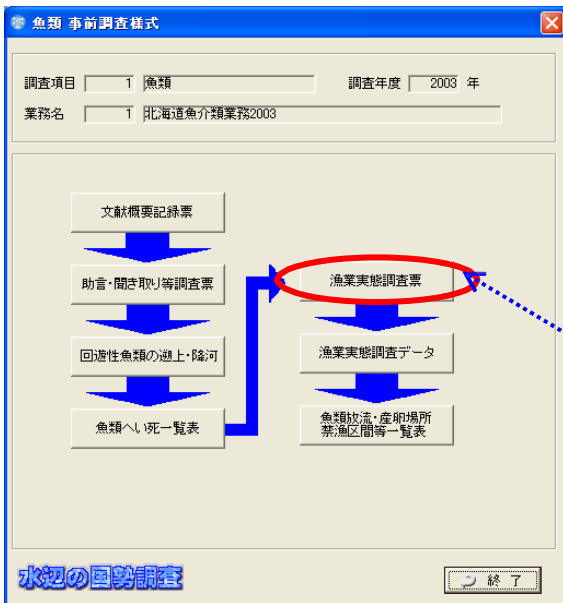 魚類 事前調査様式
調査項目 1 魚類 調査年度 2003 年
業務名 1 北海道魚介類業務2003
文献概要記録票
助言・聞き取り等調査票
回遊性魚類の遡上・降河
魚類へい死一覧表
漁業実態調査票
漁業実態調査データ
魚類放流・産卵場所
禁漁区間等一覧表
水辺の国勢調査
終 了